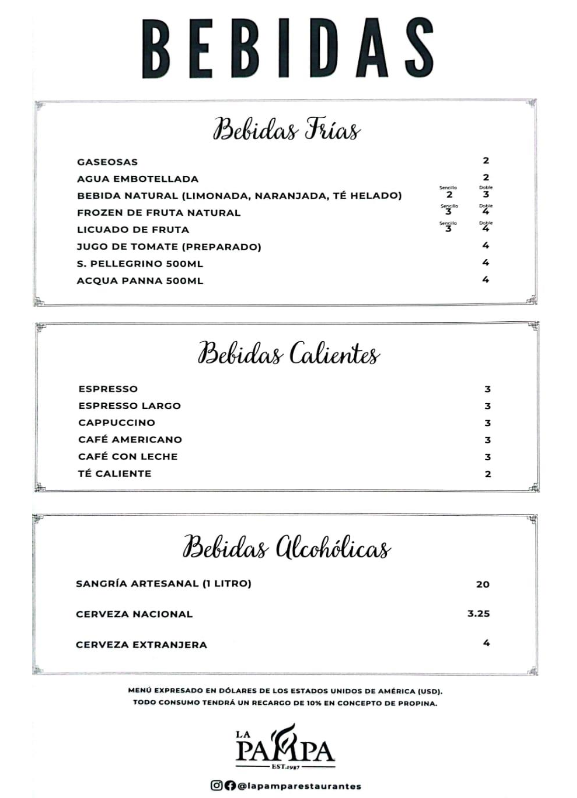 BEBIDAS
Bebidas Frías
GASEOSAS 2
AGUA EMBOTELLADA 2
BEBIDA NATURAL (LIMONADA, NARANJADA, TÉ HELADO) Sencillo 2 Doble 3
FROZEN DE FRUTA NATURAL Sencillo 3 Doble 4
LICUADO DE FRUTA Sencillo 3 Doble 4
JUGO DE TOMATE (PREPARADO) 4
S. PELLEGRINO 500ML 4
ACQUA PANNA 500ML 4
Bebidas Calientes
ESPRESSO 3
ESPRESSO LARGO 3
CAPPUCCINO 3
CAFÉ AMERICANO 3
CAFÉ CON LECHE 3
TÉ CALIENTE 2
Bebidas Alcohólicas
SANGRÍA ARTESANAL (1 LITRO) 20
CERVEZA NACIONAL 3.25
CERVEZA EXTRANJERA 4
MENÚ EXPRESADO EN DÓLARES DE LOS ESTADOS UNIDOS DE AMÉRICA (USD).
TODO CONSUMO TENDRÁ UN RECARGO DE 10% EN CONCEPTO DE PROPINA.
LA
PAMPA
EST.1997
@lapamparestaurantes